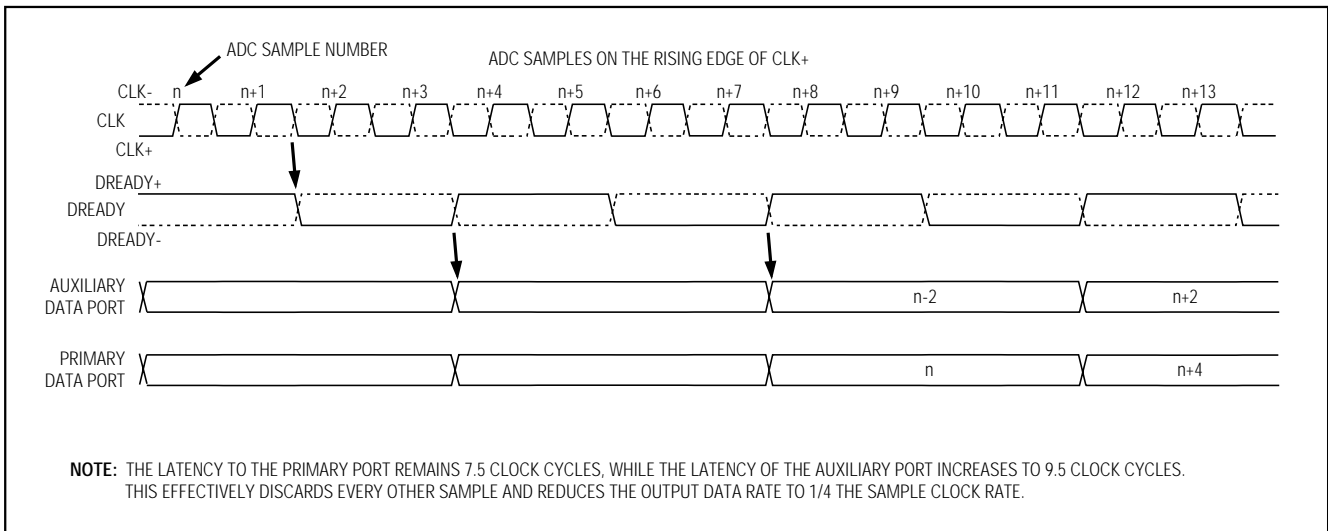 ADC SAMPLE NUMBER
ADC SAMPLES ON THE RISING EDGE OF CLK+
CLK-
n n+1 n+2 n+3 n+4 n+5 n+6 n+7 n+8 n+9 n+10 n+11 n+12 n+13
CLK
CLK+
DREADY+
DREADY
DREADY-
AUXILIARY
DATA PORT
n-2 n+2
PRIMARY
DATA PORT
n n+4
NOTE: THE LATENCY TO THE PRIMARY PORT REMAINS 7.5 CLOCK CYCLES, WHILE THE LATENCY OF THE AUXILIARY PORT INCREASES TO 9.5 CLOCK CYCLES.
THIS EFFECTIVELY DISCARDS EVERY OTHER SAMPLE AND REDUCES THE OUTPUT DATA RATE TO 1/4 THE SAMPLE CLOCK RATE.